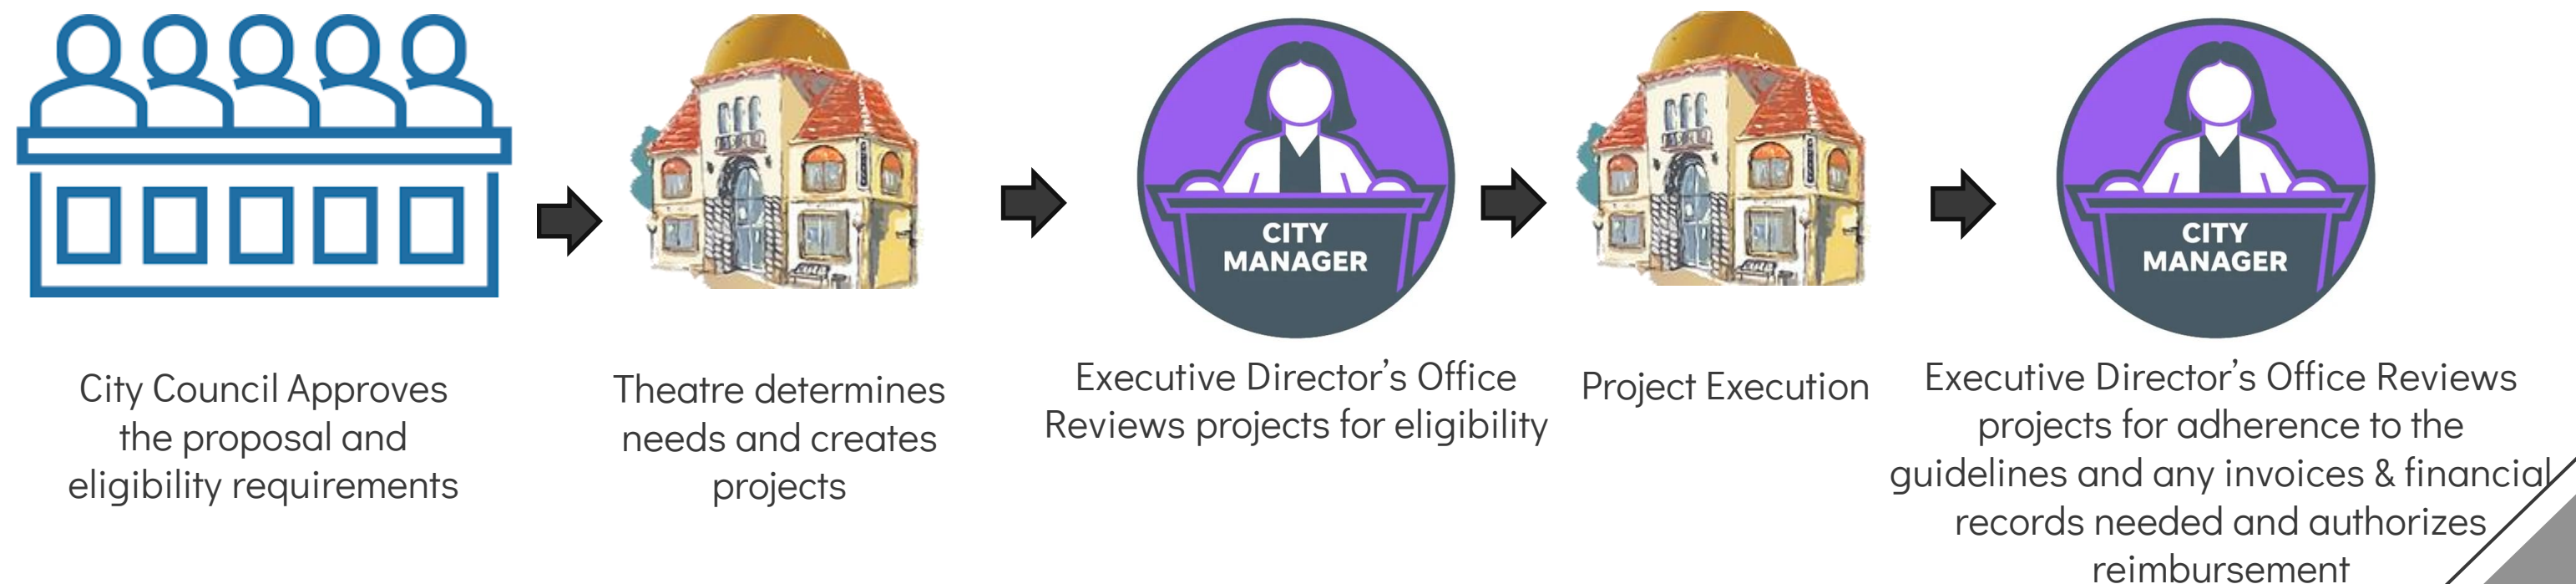 CITY
MANAGER
CITY
MANAGER
City Council Approves
the proposal and
eligibility requirements
Theatre determines
needs and creates
projects
Executive Director’s Office
Reviews projects for eligibility
Project Execution
Executive Director’s Office Reviews
projects for adherence to the
guidelines and any invoices & financial
records needed and authorizes
reimbursement